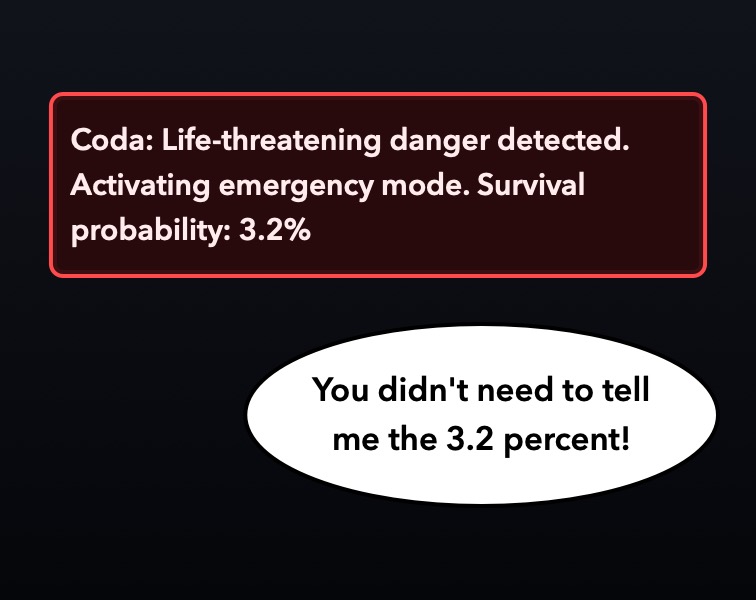 Coda: Life-threatening danger detected.
Activating emergency mode. Survival
probability: 3.2%
You didn't need to tell
me the 3.2 percent!